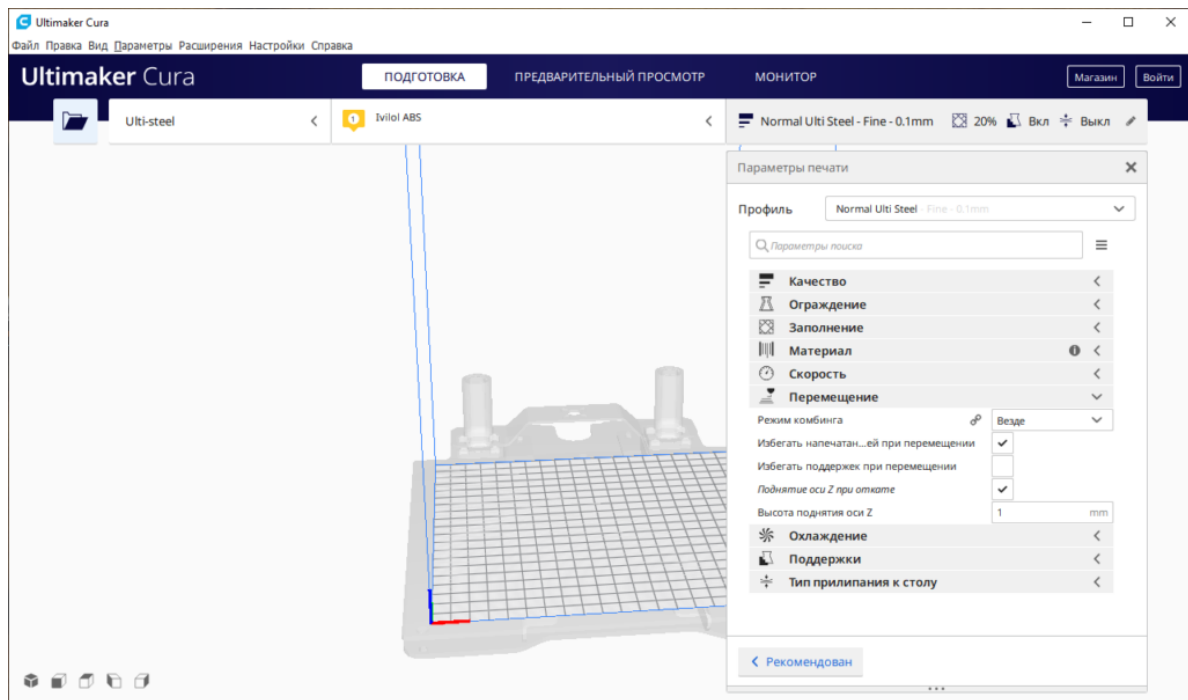 Ultimaker Cura
Файл Правка Вид Параметры Расширения Настройки Справка
Ultimaker Cura ПОДГОТОВКА ПРЕДВАРИТЕЛЬНЫЙ ПРОСМОТР МОНИТОР Магазин Войти
Ulti-steel 1 Ivilol ABS Normal Ulti Steel - Fine - 0.1mm 20% Вкл Выкл
Параметры печати
Профиль Normal Ulti Steel - Fine - 0.1mm
Параметры поиска
Качество
Ограждение
Заполнение
Материал
Скорость
Перемещение
Режим комбинга Везде
Избегать напечатан...ей при перемещении
Избегать поддержек при перемещении
Поднятие оси Z при откате
Высота поднятия оси Z 1 mm
Охлаждение
Поддержки
Тип прилипания к столу
Рекомендован